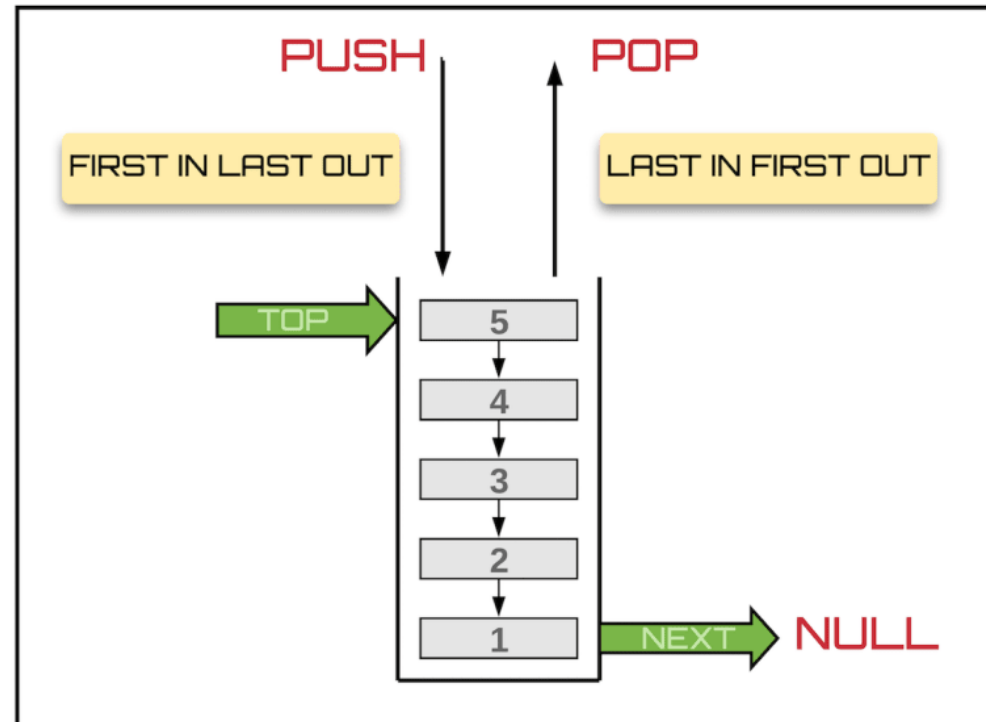 PUSH
POP
FIRST IN LAST OUT
LAST IN FIRST OUT
TOP
5
4
3
2
1
NEXT
NULL